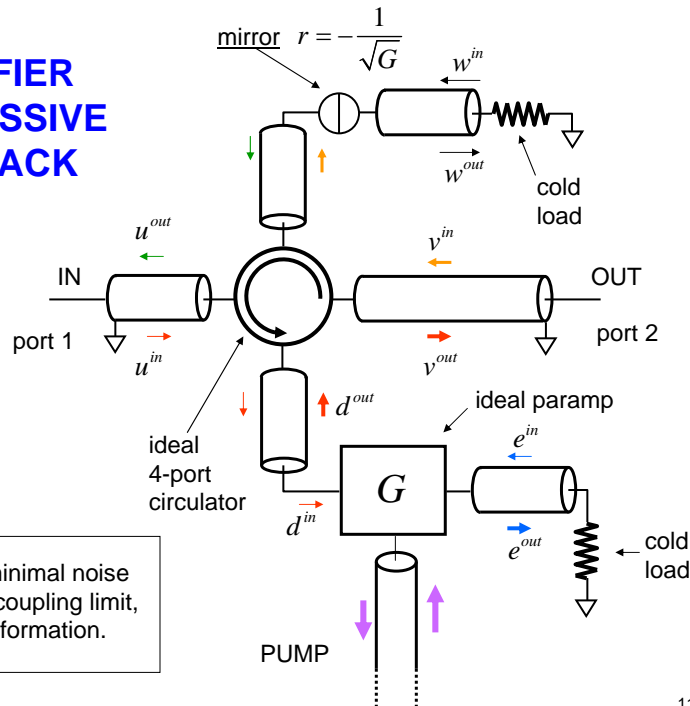 mirror r = − 1/√G
FIER
SSIVE
ACK
w^{in}
w^{out}
cold
load
u^{out}
v^{in}
IN
OUT
port 1
port 2
u^{in}
v^{out}
d^{out}
ideal paramp
ideal
4-port
circulator
e^{in}
G
d^{in}
e^{out}
cold
load
inimal noise
coupling limit,
formation.
PUMP